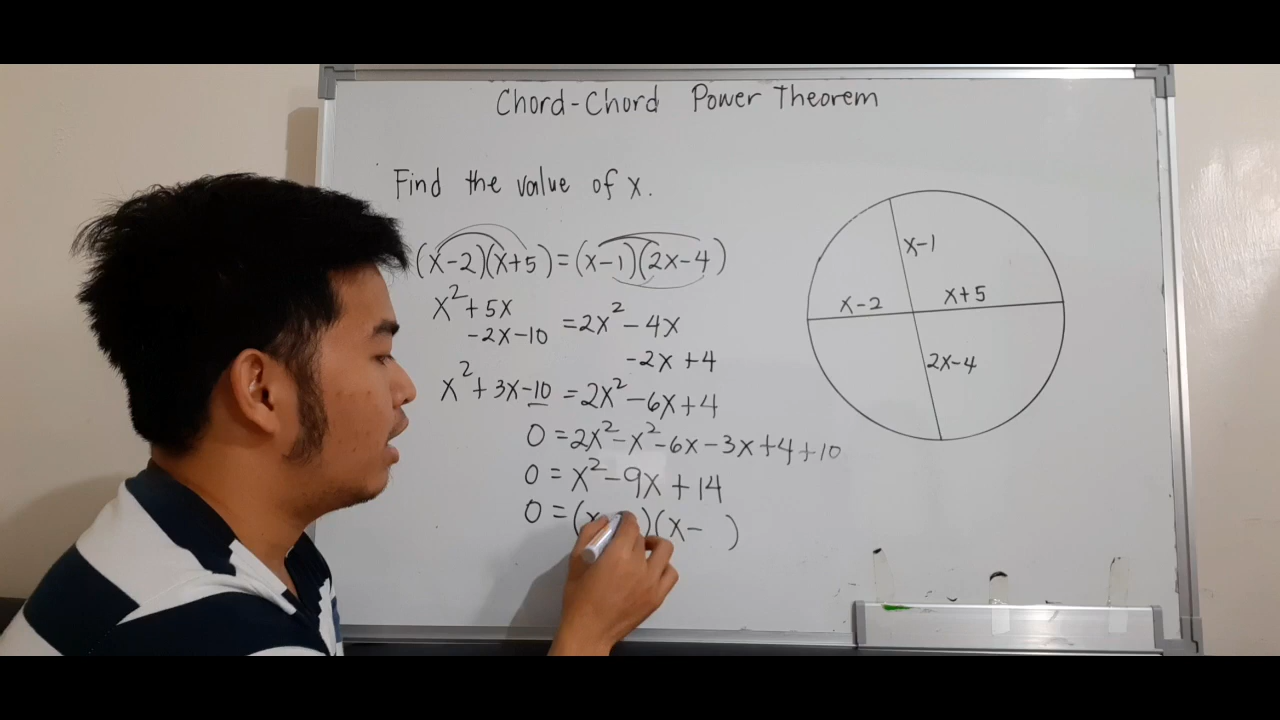 Chord-Chord Power Theorem
Find the value of x.
(x-2)(x+5)=(x-1)(2x-4)
x²+5x
-2x-10 =2x²-4x
-2x+4
x²+3x-10=2x²-6x+4
0=2x²-x²-6x-3x+4+10
0=x²-9x+14
0=(x )(x- )
x-1
x-2
x+5
2x-4